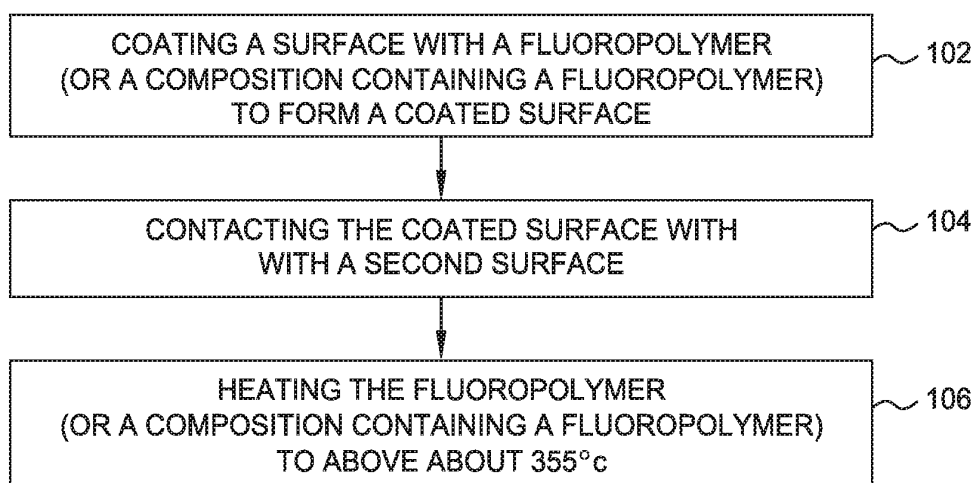 COATING A SURFACE WITH A FLUOROPOLYMER
(OR A COMPOSITION CONTAINING A FLUOROPOLYMER)
TO FORM A COATED SURFACE
102
CONTACTING THE COATED SURFACE WITH
WITH A SECOND SURFACE
104
HEATING THE FLUOROPOLYMER
(OR A COMPOSITION CONTAINING A FLUOROPOLYMER)
TO ABOVE ABOUT 355°c
106